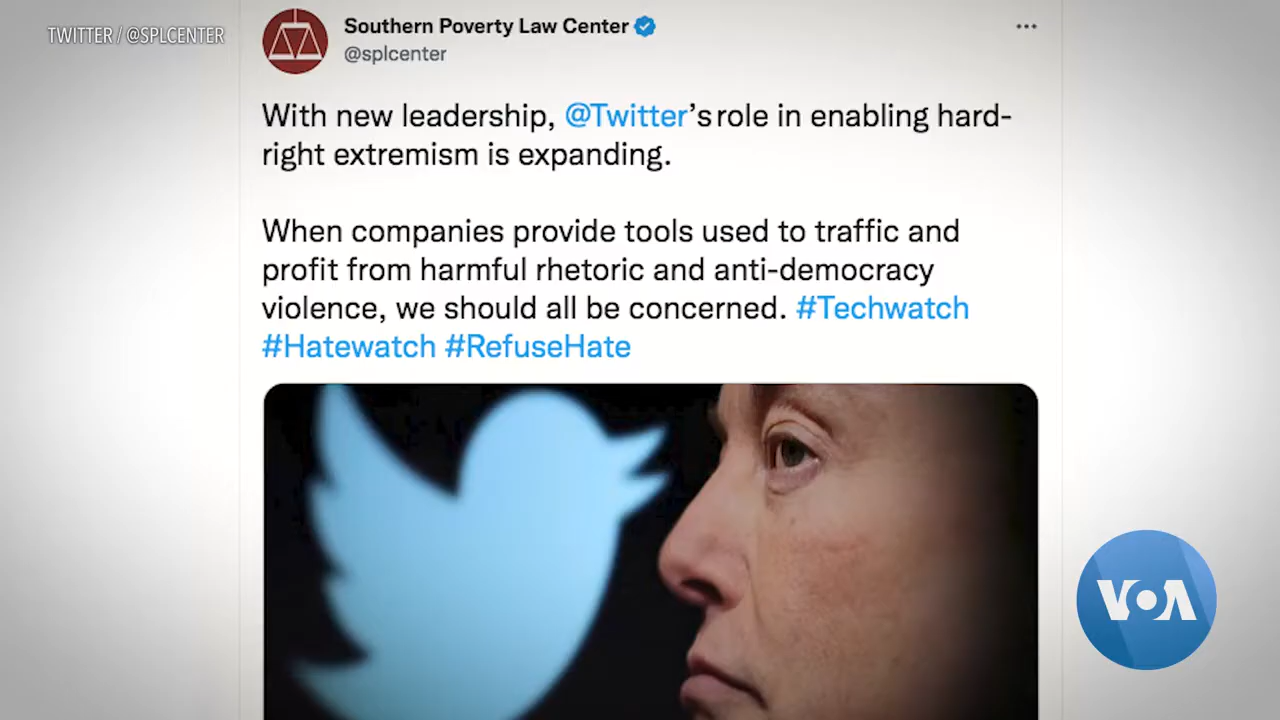 TWITTER / @SPLCENTER
Southern Poverty Law Center
@splcenter
With new leadership, @Twitter's role in enabling hard-
right extremism is expanding.
When companies provide tools used to traffic and
profit from harmful rhetoric and anti-democracy
violence, we should all be concerned. #Techwatch
#Hatewatch #RefuseHate
VOA